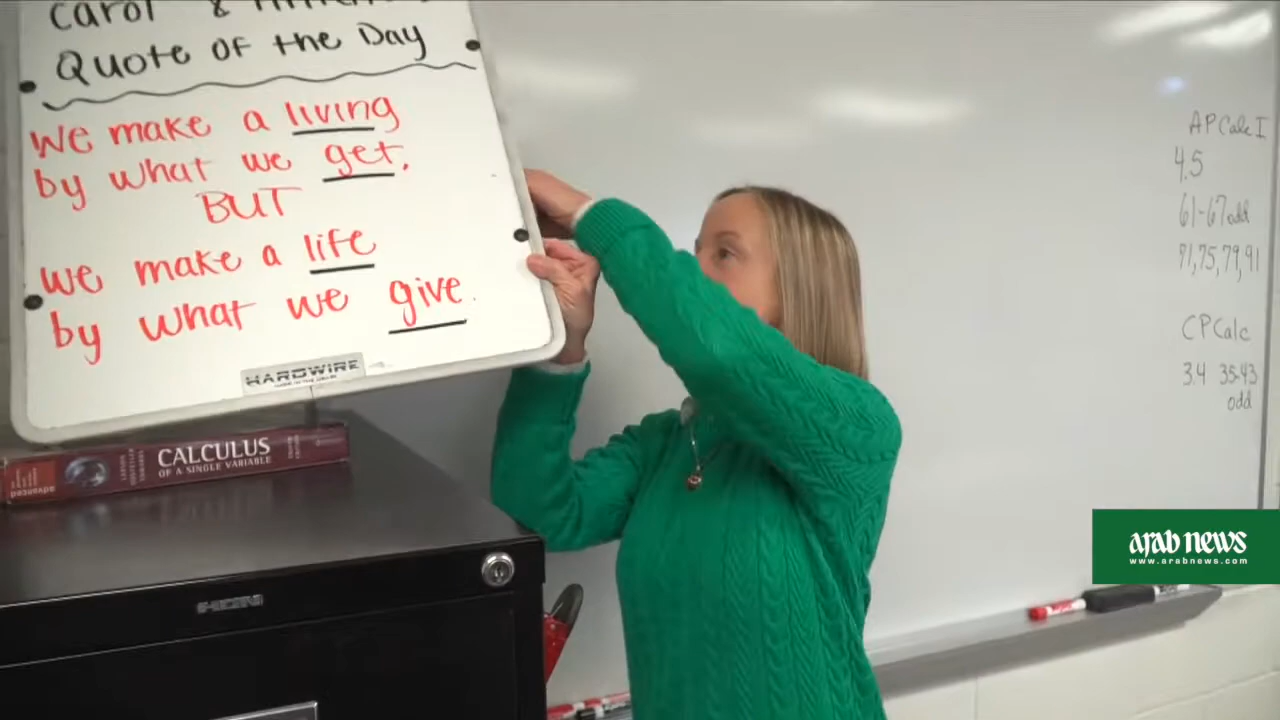 Carol &
Quote of the Day
We make a living
by what we get.
BUT
we make a life
by what we give.
HARDWIRE
CALCULUS
OF A SINGLE VARIABLE
advanced
HON
AP Calc I
4.5
61-67 odd
71, 75, 79, 91
CP Calc
3.4 35-43
odd
arab news
www.arabnews.com